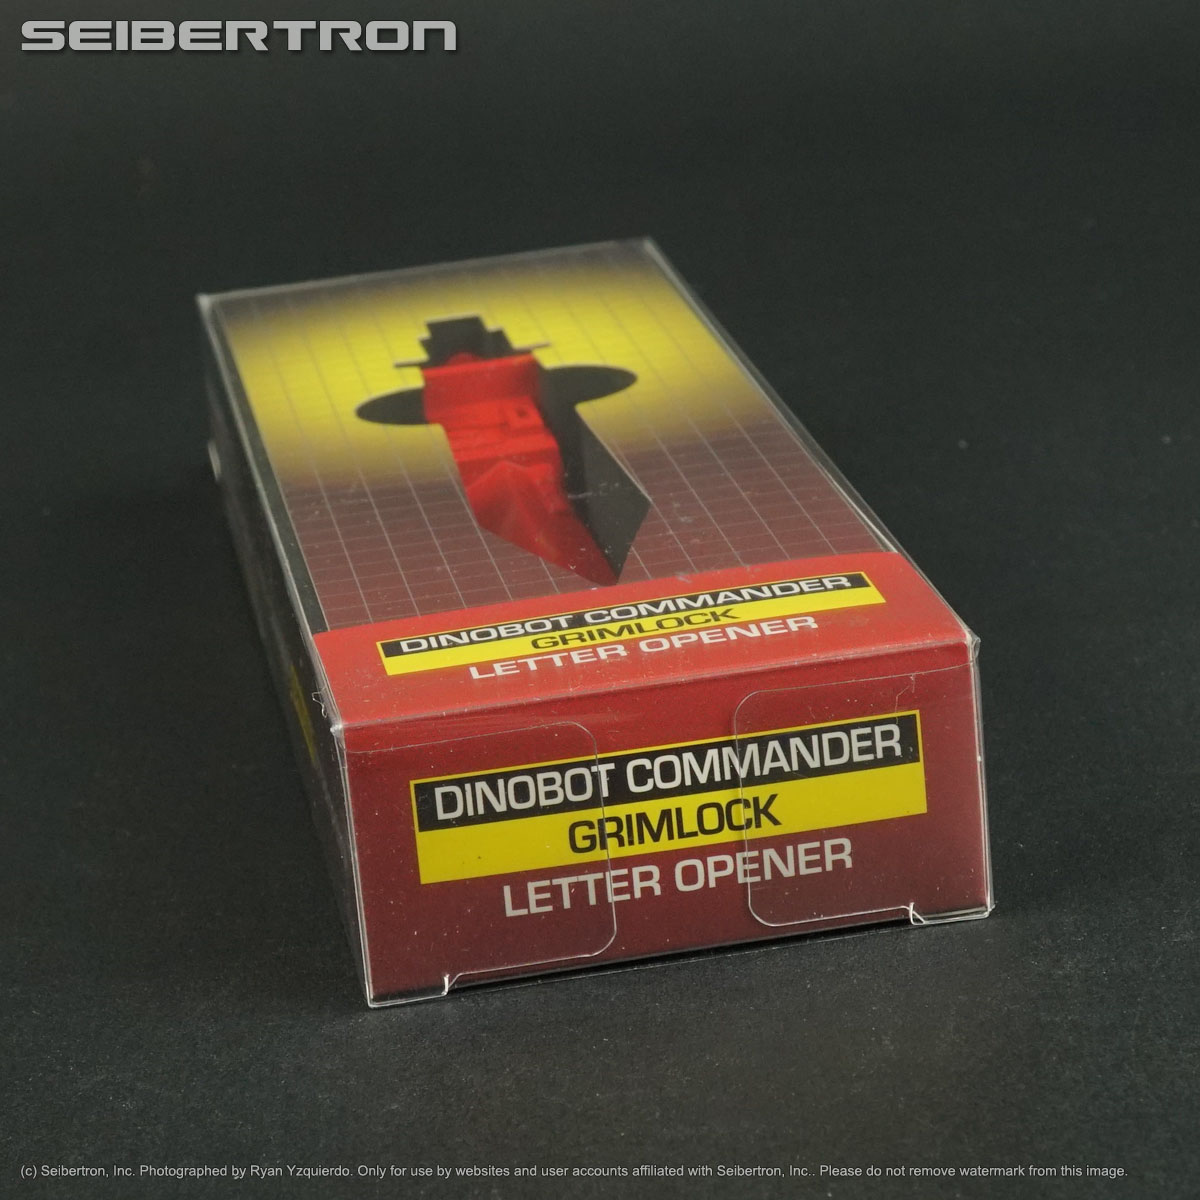 SEIBERTRON
DINOBOT COMMANDER
GRIMLOCK
LETTER OPENER
DINOBOT COMMANDER
GRIMLOCK
LETTER OPENER
(c) Seibertron, Inc. Photographed by Ryan Yzquierdo. Only for use by websites and user accounts affiliated with Seibertron, Inc.. Please do not remove watermark from this image.